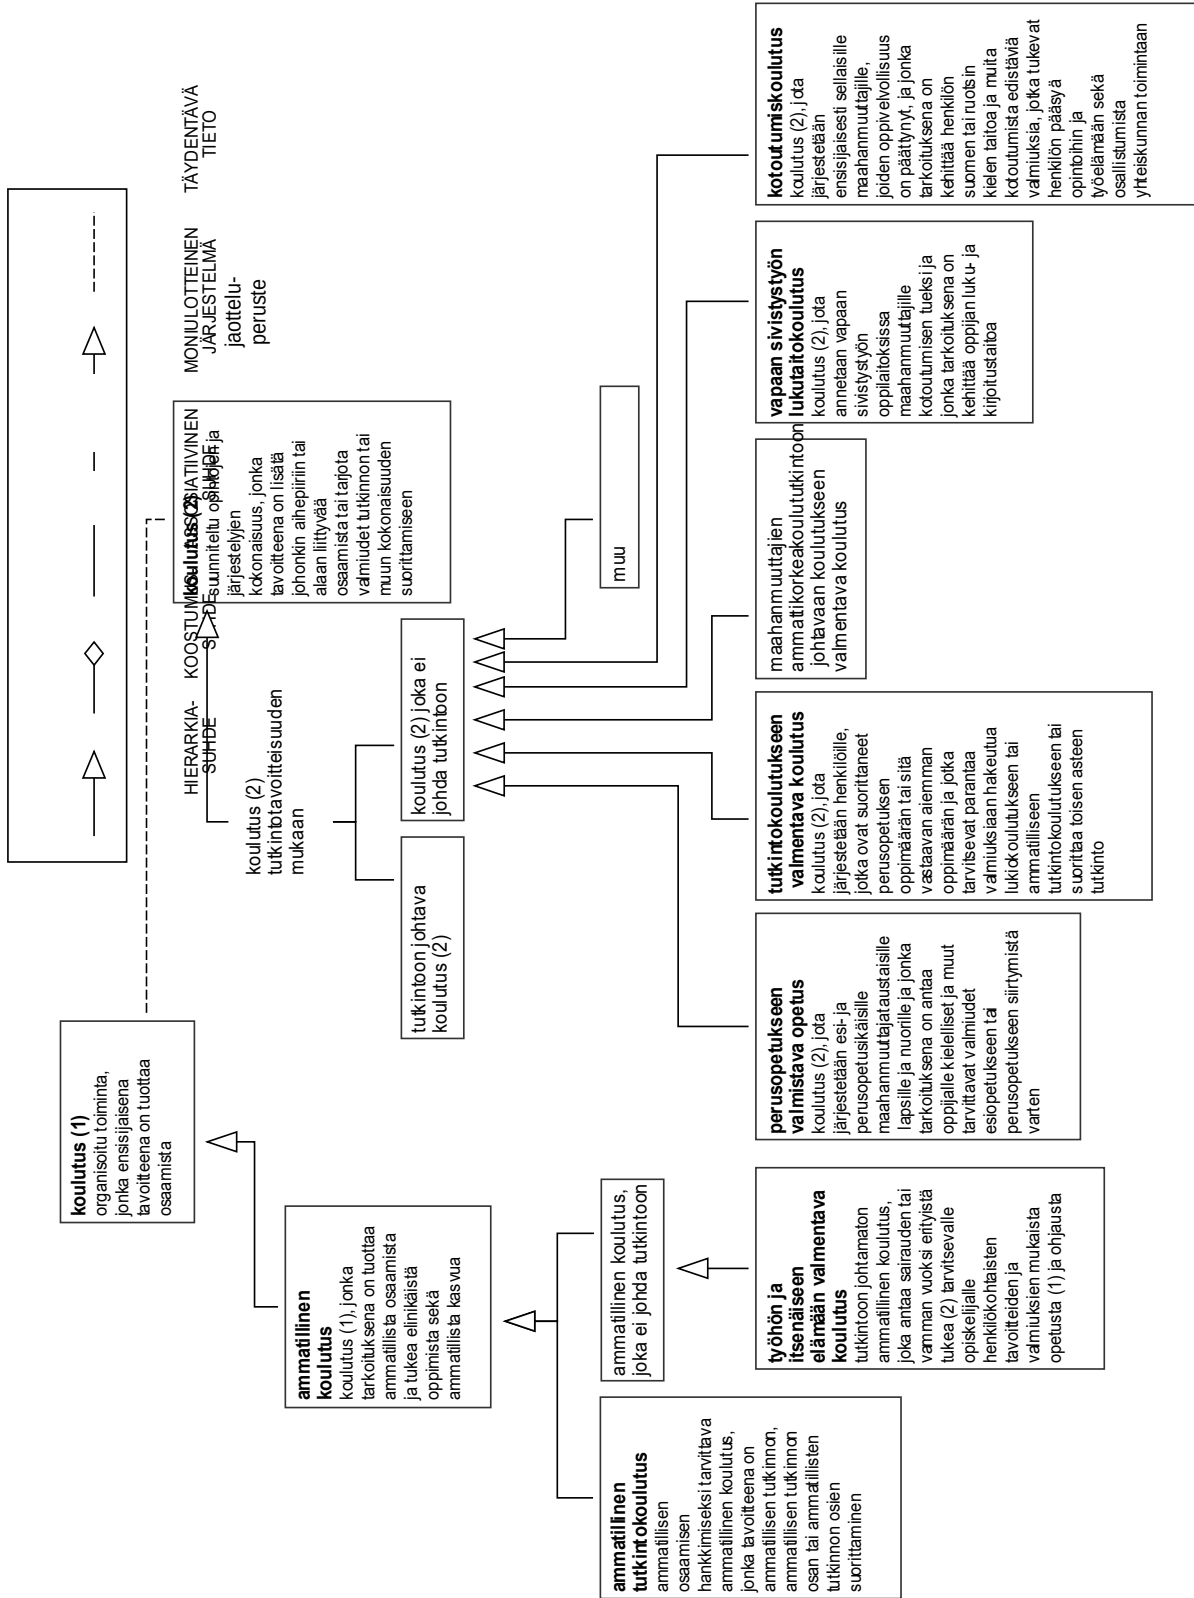 HIERARKIA-
SUHDE
KOOSTUMUS-
SUHDE
ASSOSIATIIVINEN
SUHDE
MONIULOTTEINEN
JÄRJESTELMÄ
TÄYDENTÄVÄ
TIETO
jaottelu-
peruste
koulutus (1)
organisoitu toiminta,
jonka ensisijaisena
tavoitteena on tuottaa
osaamista
koulutus (2)
suunniteltu opintojen ja
järjestelyjen
kokonaisuus, jonka
tavoitteena on lisätä
johonkin aihepiiriin tai
alaan liittyvää
osaamista tai tarjota
valmiudet tutkinnon tai
muun kokonaisuuden
suorittamiseen
koulutus (2)
tutkintotavoitteisuuden
mukaan
ammatillinen
koulutus
koulutus (1), jonka
tarkoituksena on tuottaa
ammatillista osaamista
ja tukea elinikäistä
oppimista sekä
ammatillista kasvua
tutkintoon johtava
koulutus (2)
koulutus (2) joka ei
johda tutkintoon
ammatillinen
tutkintokoulutus
ammatillisen
osaamisen
hankkimiseksi tarvittava
ammatillinen koulutus,
jonka tavoitteena on
ammatillisen tutkinnon,
ammatillisen tutkinnon
osan tai ammatillisten
tutkinnon osien
suorittaminen
ammatillinen koulutus,
joka ei johda tutkintoon
muu
työhön ja
itsenäiseen
elämään valmentava
koulutus
tutkintoon johtamaton
ammatillinen koulutus,
joka antaa sairauden tai
vamman vuoksi erityistä
tukea (2) tarvitsevalle
opiskelijalle
henkilökohtaisten
tavoitteiden ja
valmiuksien mukaista
opetusta (1) ja ohjausta
perusopetukseen
valmistava opetus
koulutus (2), jota
järjestetään esi- ja
perusopetusikäisille
maahanmuuttajataustaisille
lapsille ja nuorille ja jonka
tarkoituksena on antaa
oppijalle kielelliset ja muut
tarvittavat valmiudet
esiopetukseen tai
perusopetukseen siirtymistä
varten
tutkintokoulutukseen
valmentava koulutus
koulutus (2), jota
järjestetään henkilöille,
jotka ovat suorittaneet
perusopetuksen
oppimäärän tai sitä
vastaavan aiemman
oppimäärän ja jotka
tarvitsevat parantaa
valmiuksiaan hakeutua
lukiokoulutukseen tai
ammatilliseen
tutkintokoulutukseen tai
suorittaa toisen asteen
tutkinto
maahanmuuttajien
ammattikorkeakoulututkintoon
johtavaan koulutukseen
valmentava koulutus
vapaan sivistystyön
lukutaitokoulutus
koulutus (2), jota
annetaan vapaan
sivistystyön
oppilaitoksissa
maahanmuuttajille
kotoutumisen tueksi ja
jonka tarkoituksena on
kehittää oppijan luku- ja
kirjoitustaitoa
kotoutumiskoulutus
koulutus (2), jota
järjestetään
ensisijaisesti sellaisille
maahanmuuttajille,
joiden oppivelvollisuus
on päättynyt, ja jonka
tarkoituksena on
kehittää henkilön
suomen tai ruotsin
kielen taitoa ja muita
kotoutumista edistäviä
valmiuksia, jotka tukevat
henkilön pääsyä
opintoihin ja
työelämään sekä
osallistumista
yhteiskunnan toimintaan